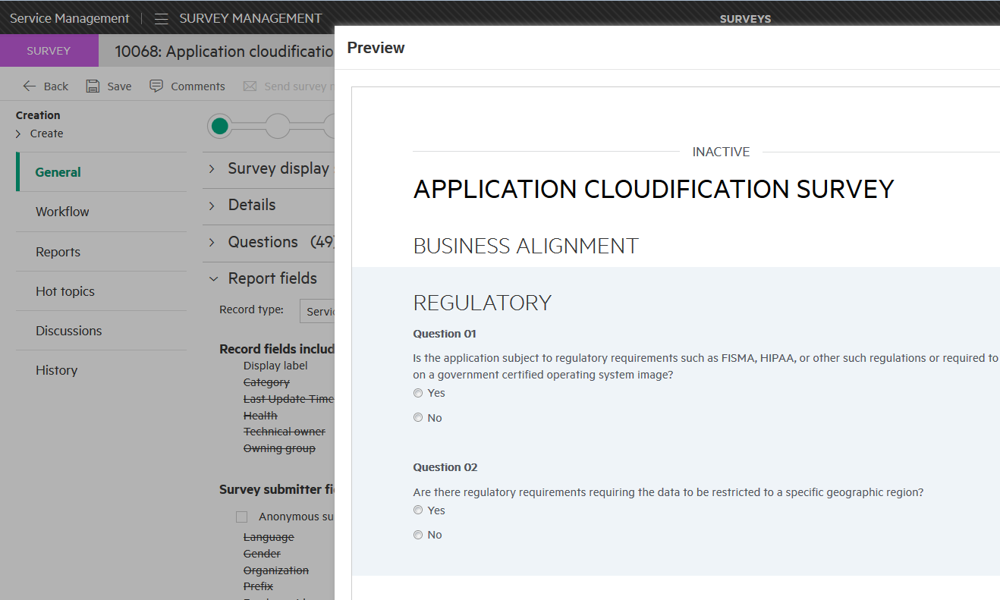 Service Management
SURVEY MANAGEMENT
SURVEYS
SURVEY
10068: Application cloudificatio
Back
Save
Comments
Send survey
Creation
Create
General
Workflow
Reports
Hot topics
Discussions
History
Survey display
Details
Questions (49)
Report fields
Record type:
Servic
Record fields includ
Display label
Category
Last Update Time
Health
Technical owner
Owning group
Survey submitter fi
Anonymous su
Language
Gender
Organization
Prefix
Preview
INACTIVE
APPLICATION CLOUDIFICATION SURVEY
BUSINESS ALIGNMENT
REGULATORY
Question 01
Is the application subject to regulatory requirements such as FISMA, HIPAA, or other such regulations or required to
on a government certified operating system image?
Yes
No
Question 02
Are there regulatory requirements requiring the data to be restricted to a specific geographic region?
Yes
No